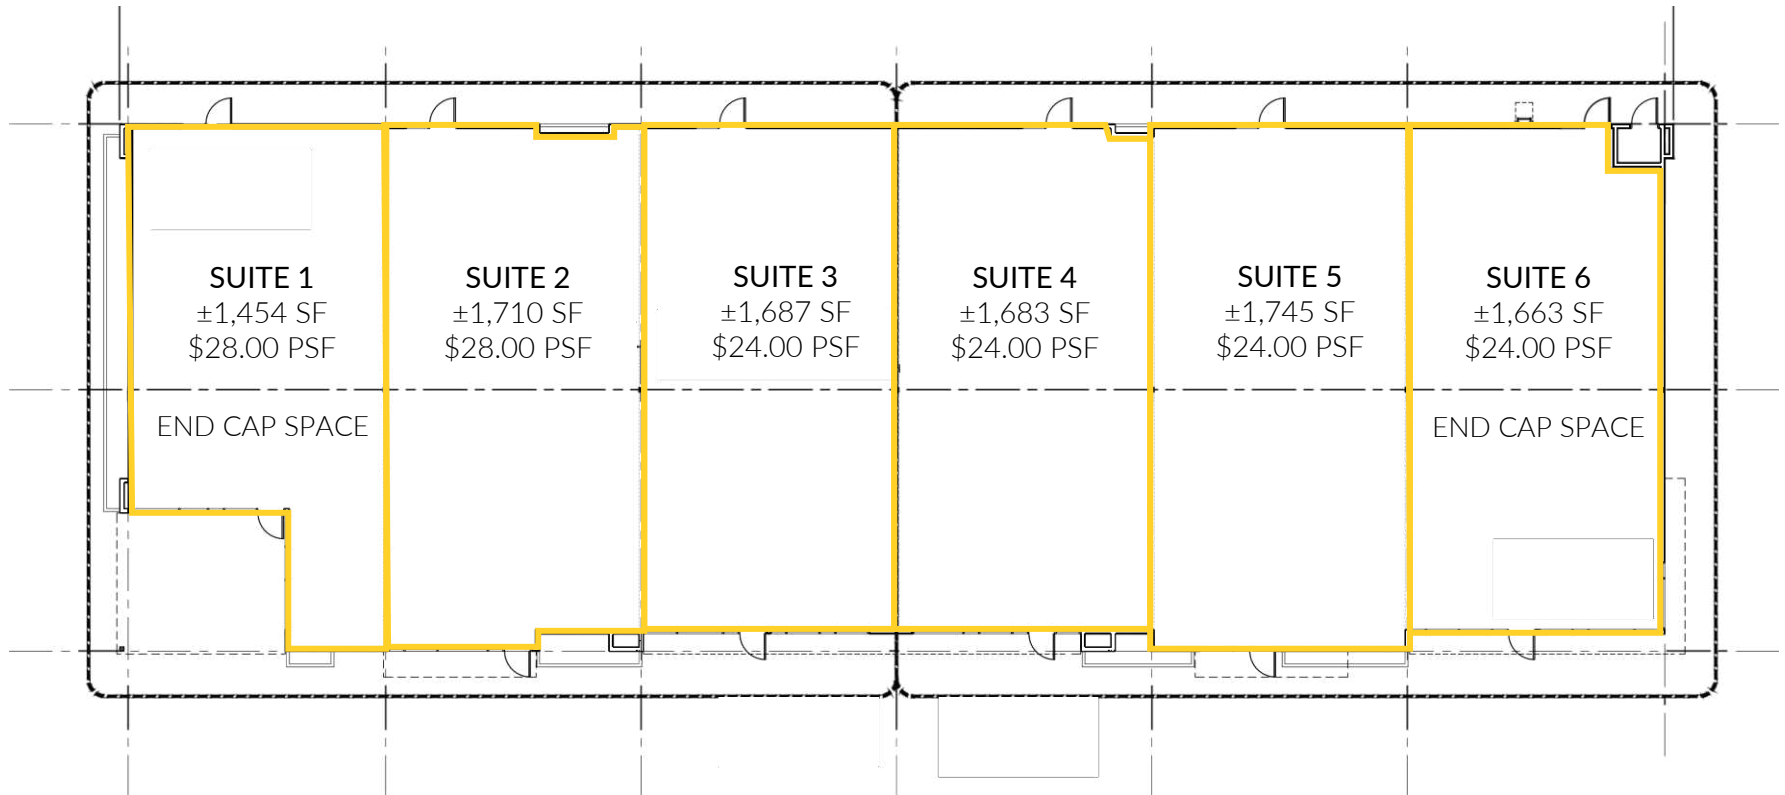 SUITE 1
±1,454 SF
$28.00 PSF
END CAP SPACE
SUITE 2
±1,710 SF
$28.00 PSF
SUITE 3
±1,687 SF
$24.00 PSF
SUITE 4
±1,683 SF
$24.00 PSF
SUITE 5
±1,745 SF
$24.00 PSF
SUITE 6
±1,663 SF
$24.00 PSF
END CAP SPACE